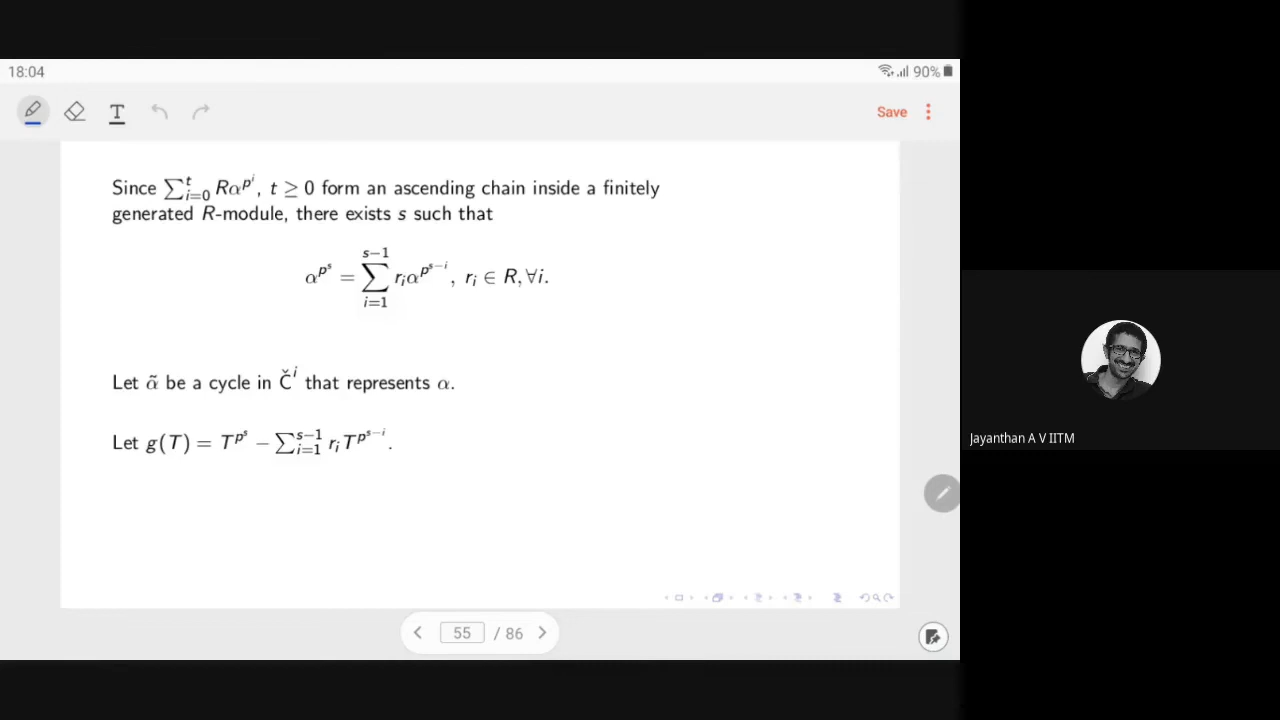 18:04
90%
T
Save
Since $\sum_{i=0}^{t} R\alpha^{p^i}$, $t \geq 0$ form an ascending chain inside a finitely
generated R-module, there exists s such that
$\alpha^{p^s} = \sum_{i=1}^{s-1} r_i \alpha^{p^{s-i}}, \ r_i \in R, \forall i.$
Let $\tilde{\alpha}$ be a cycle in $\check{C}^i$ that represents $\alpha$.
Let $g(T) = T^{p^s} - \sum_{i=1}^{s-1} r_i T^{p^{s-i}}$.
55 / 86
Jayanthan A V IITM